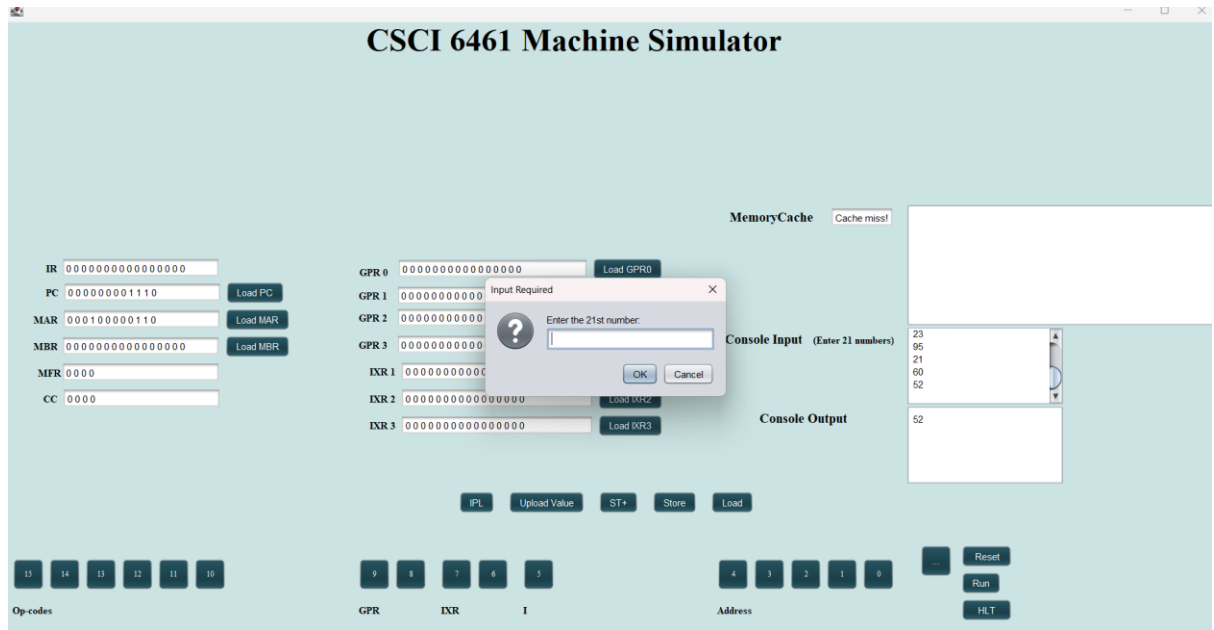 CSCI 6461 Machine Simulator
MemoryCache Cache miss!
IR 0000000000000000
PC 000000001110 Load PC
MAR 000100000110 Load MAR
MBR 0000000000000000 Load MBR
MFR 0000
CC 0000
GPR 0 0000000000000000 Load GPR0
GPR 1 00000000000
GPR 2 00000000000
GPR 3 00000000000
IXR 1 00000000000
IXR 2 0000000000000000 Load IXR2
IXR 3 0000000000000000 Load IXR3
Input Required
Enter the 21st number:
OK Cancel
Console Input (Enter 21 numbers)
23
95
21
60
52
Console Output
52
IPL Upload Value ST+ Store Load
15 14 13 12 11 10 9 8 7 6 5 4 3 2 1 0 ...
Op-codes GPR IXR I Address
Reset
Run
HLT